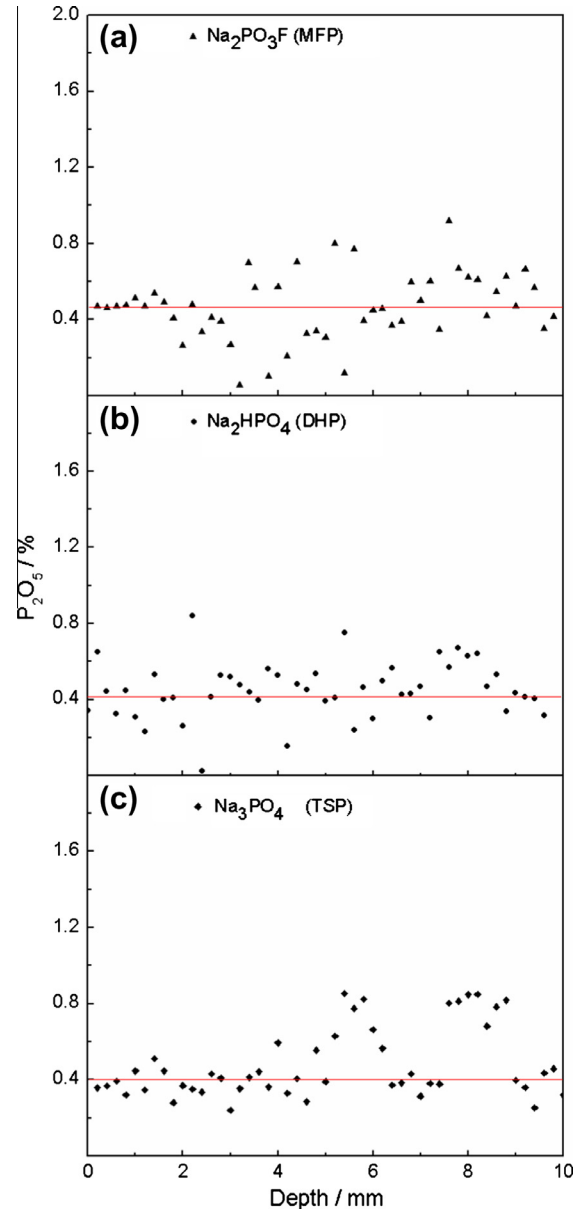 2.0
(a) ▲ Na₂PO₃F (MFP)
1.6
1.2
0.8
0.4
(b) ● Na₂HPO₄ (DHP)
1.6
1.2
0.8
0.4
P₂O₅ / %
(c) ◆ Na₃PO₄ (TSP)
1.6
1.2
0.8
0.4
0 2 4 6 8 10
Depth / mm